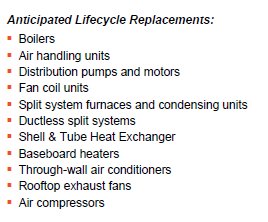 Anticipated Lifecycle Replacements:
▪ Boilers
▪ Air handling units
▪ Distribution pumps and motors
▪ Fan coil units
▪ Split system furnaces and condensing units
▪ Ductless split systems
▪ Shell & Tube Heat Exchanger
▪ Baseboard heaters
▪ Through-wall air conditioners
▪ Rooftop exhaust fans
▪ Air compressors